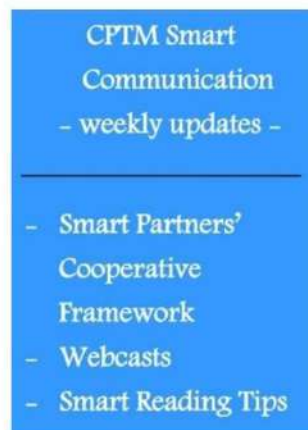 CPTM Smart
Communication
- weekly updates -
- Smart Partners'
Cooperative
Framework
- Webcasts
- Smart Reading Tips